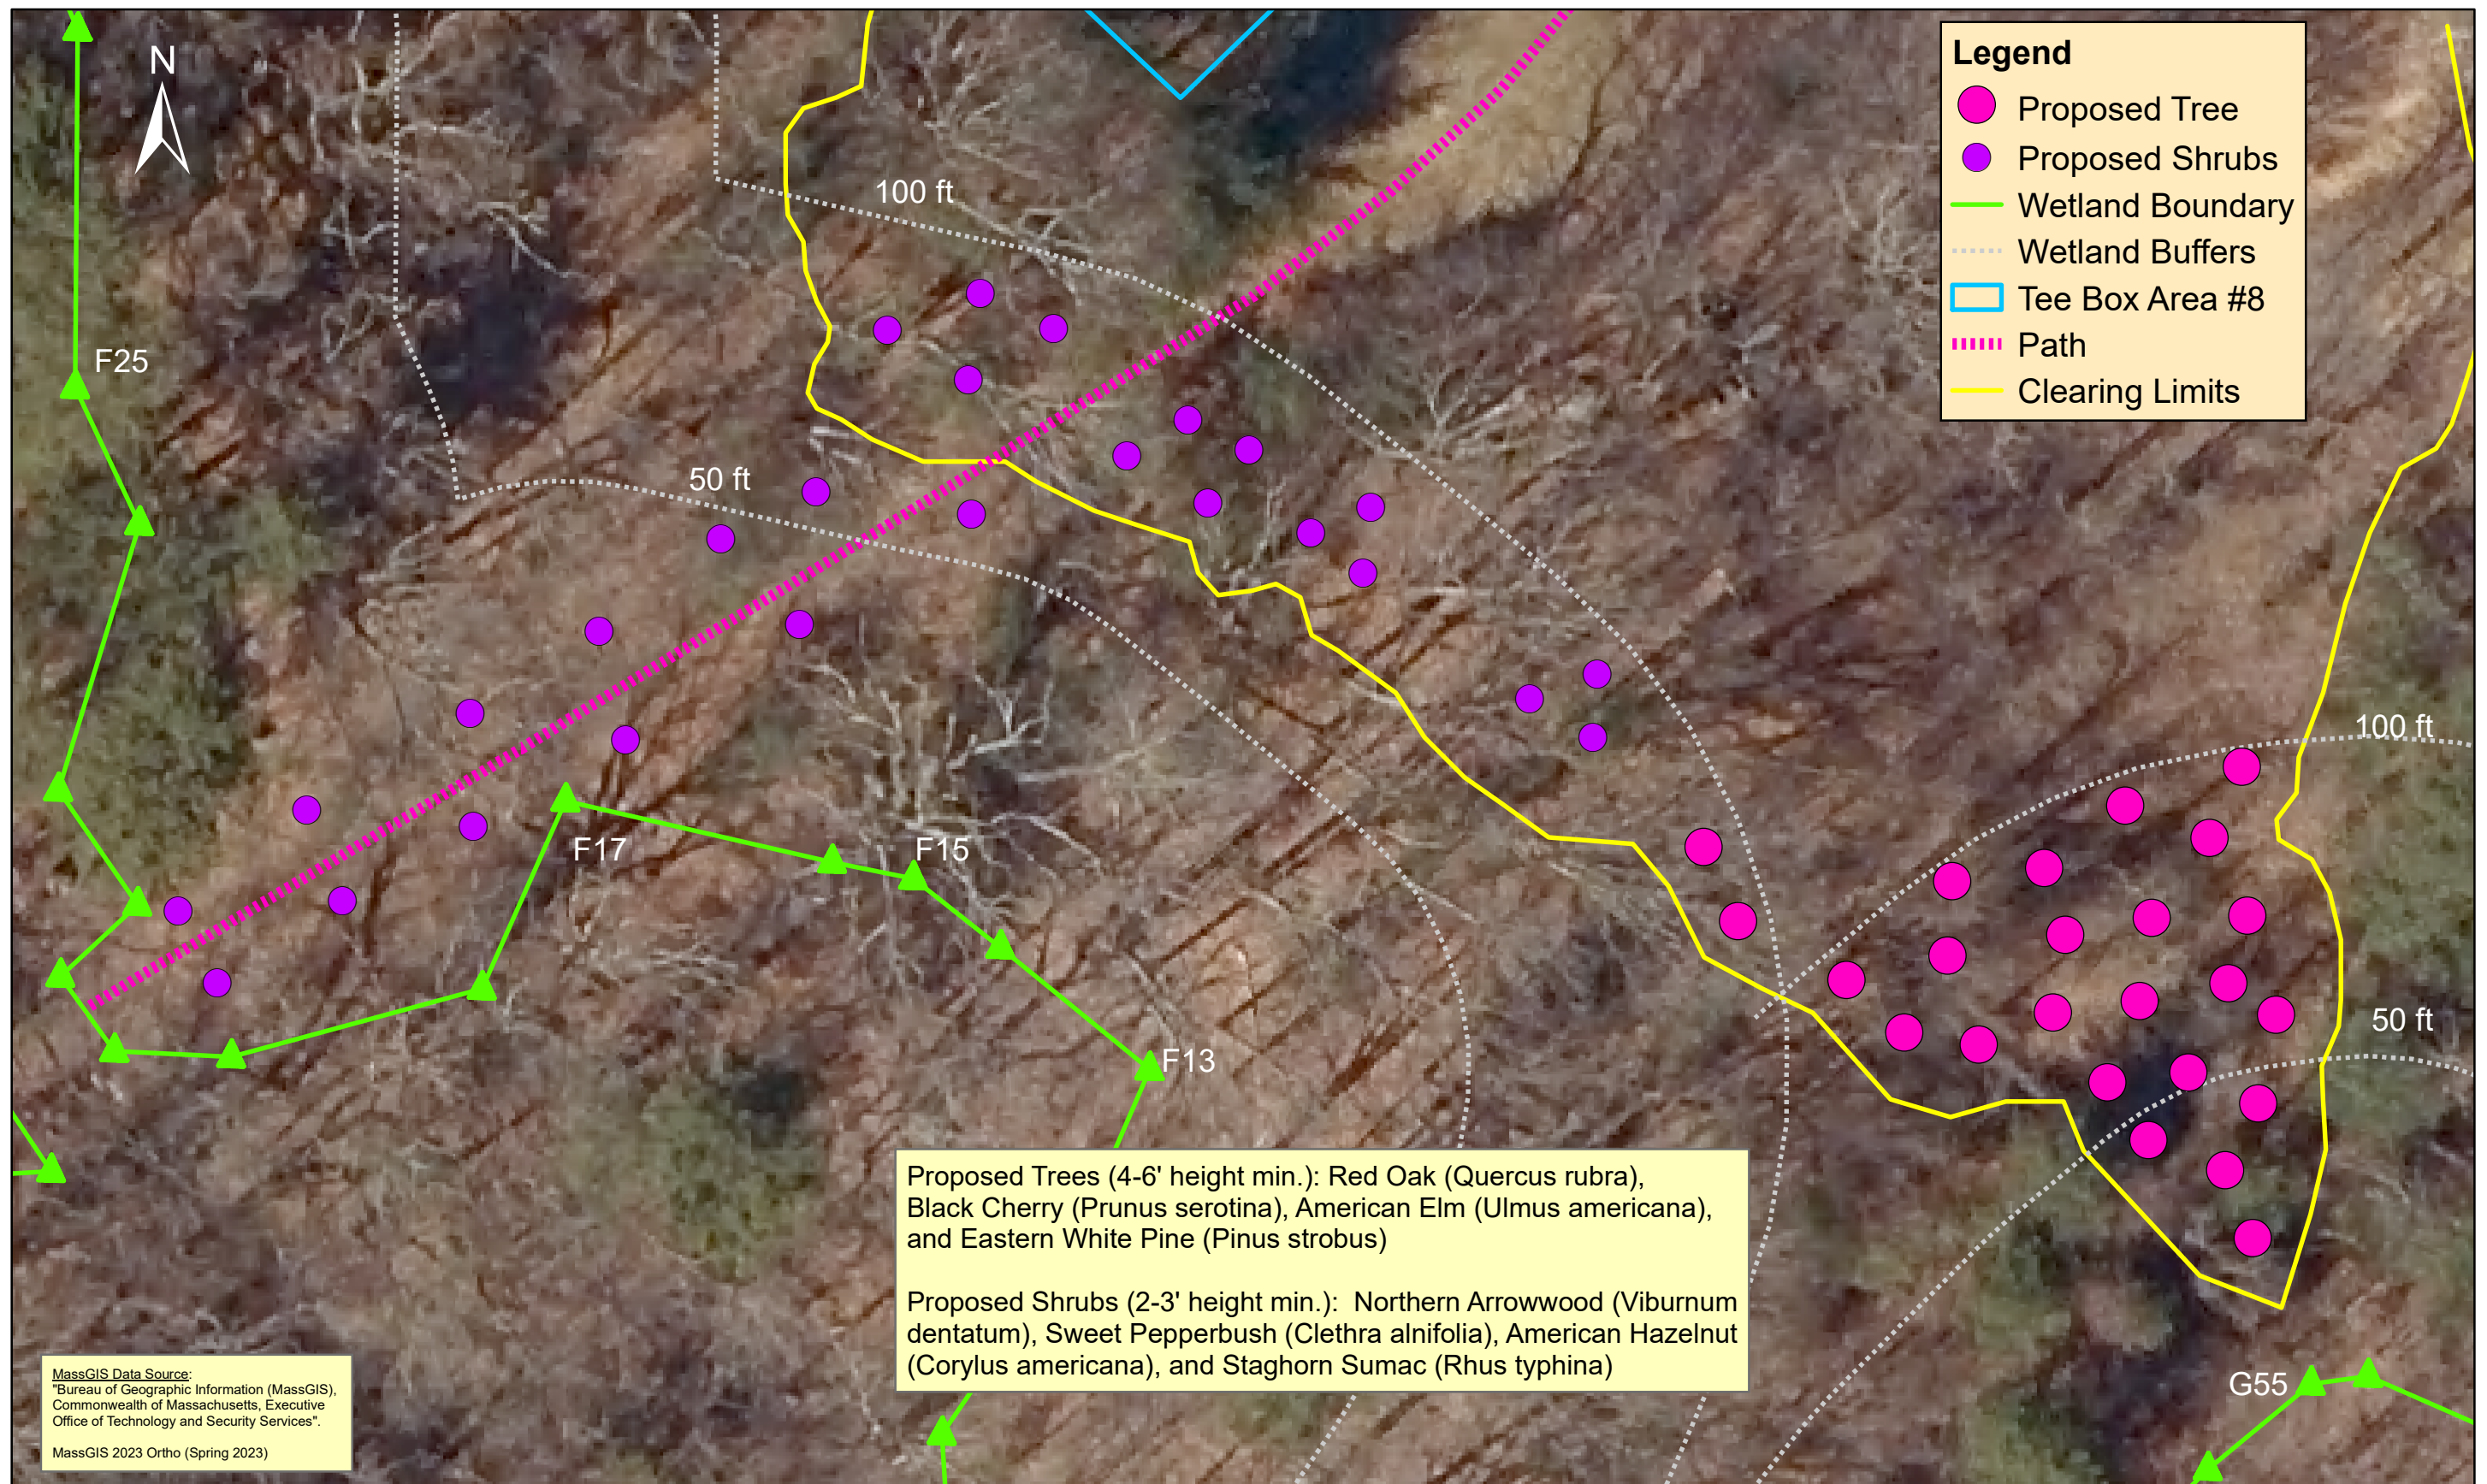 N
Legend
Proposed Tree
Proposed Shrubs
Wetland Boundary
Wetland Buffers
Tee Box Area #8
Path
Clearing Limits
100 ft
F25
50 ft
100 ft
F17
F15
50 ft
F13
Proposed Trees (4-6' height min.): Red Oak (Quercus rubra),
Black Cherry (Prunus serotina), American Elm (Ulmus americana),
and Eastern White Pine (Pinus strobus)
Proposed Shrubs (2-3' height min.):  Northern Arrowwood (Viburnum
dentatum), Sweet Pepperbush (Clethra alnifolia), American Hazelnut
(Corylus americana), and Staghorn Sumac (Rhus typhina)
G55
MassGIS Data Source:
"Bureau of Geographic Information (MassGIS),
Commonwealth of Massachusetts, Executive
Office of Technology and Security Services".
MassGIS 2023 Ortho (Spring 2023)